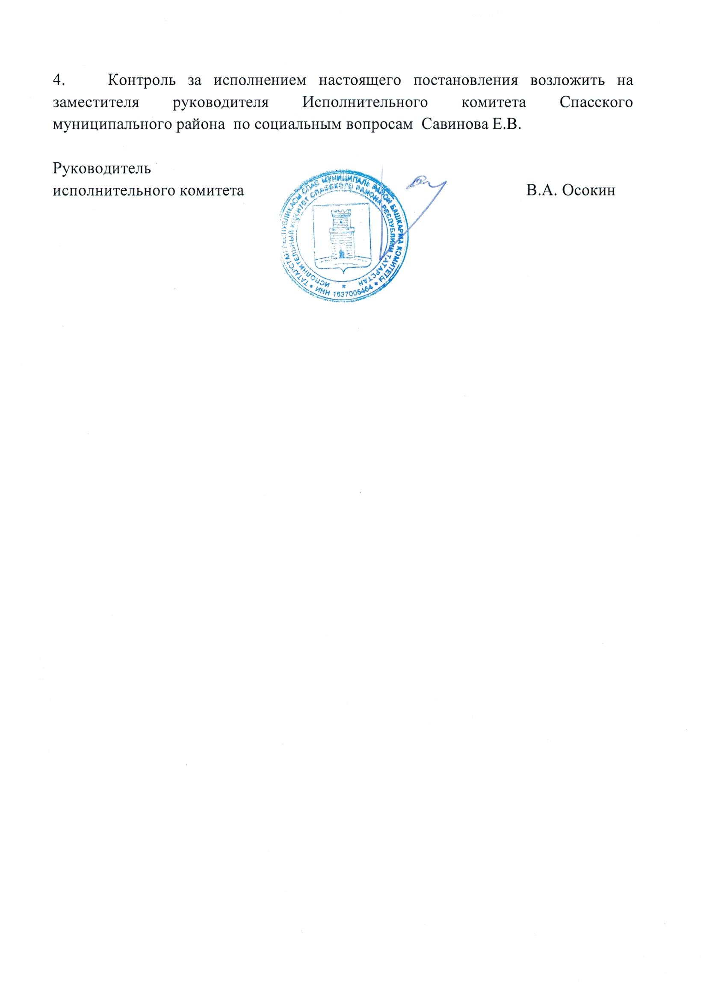 4. Контроль за исполнением настоящего постановления возложить на
заместителя руководителя Исполнительного комитета Спасского
муниципального района по социальным вопросам Савинова Е.В.
Руководитель
исполнительного комитета
В.А. Осокин
ТАТАРСТАН РЕСПУБЛИКАСЫ СПАС МУНИЦИПАЛЬ РАЙОН БАШКАРМА КОМИТЕТЫ * ИНН 1637005464 *
ИСПОЛНИТЕЛЬНЫЙ КОМИТЕТ СПАССКОГО РАЙОНА РЕСПУБЛИКИ ТАТАРСТАН *